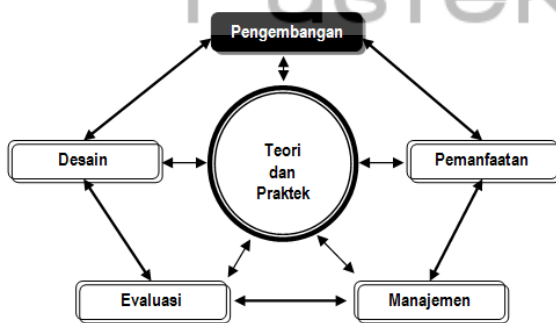 Pengembangan
Desain
Teori
dan
Praktek
Pemanfaatan
Evaluasi
Manajemen